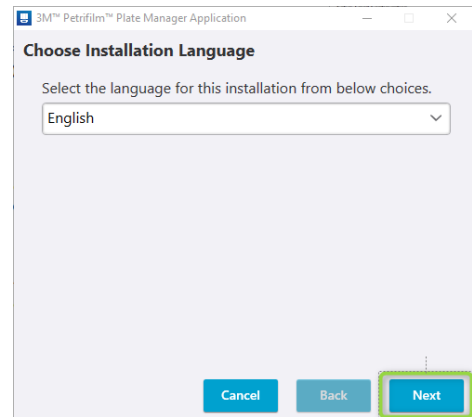 3M™ Petrifilm™ Plate Manager Application
Choose Installation Language
Select the language for this installation from below choices.
English
Cancel Back Next